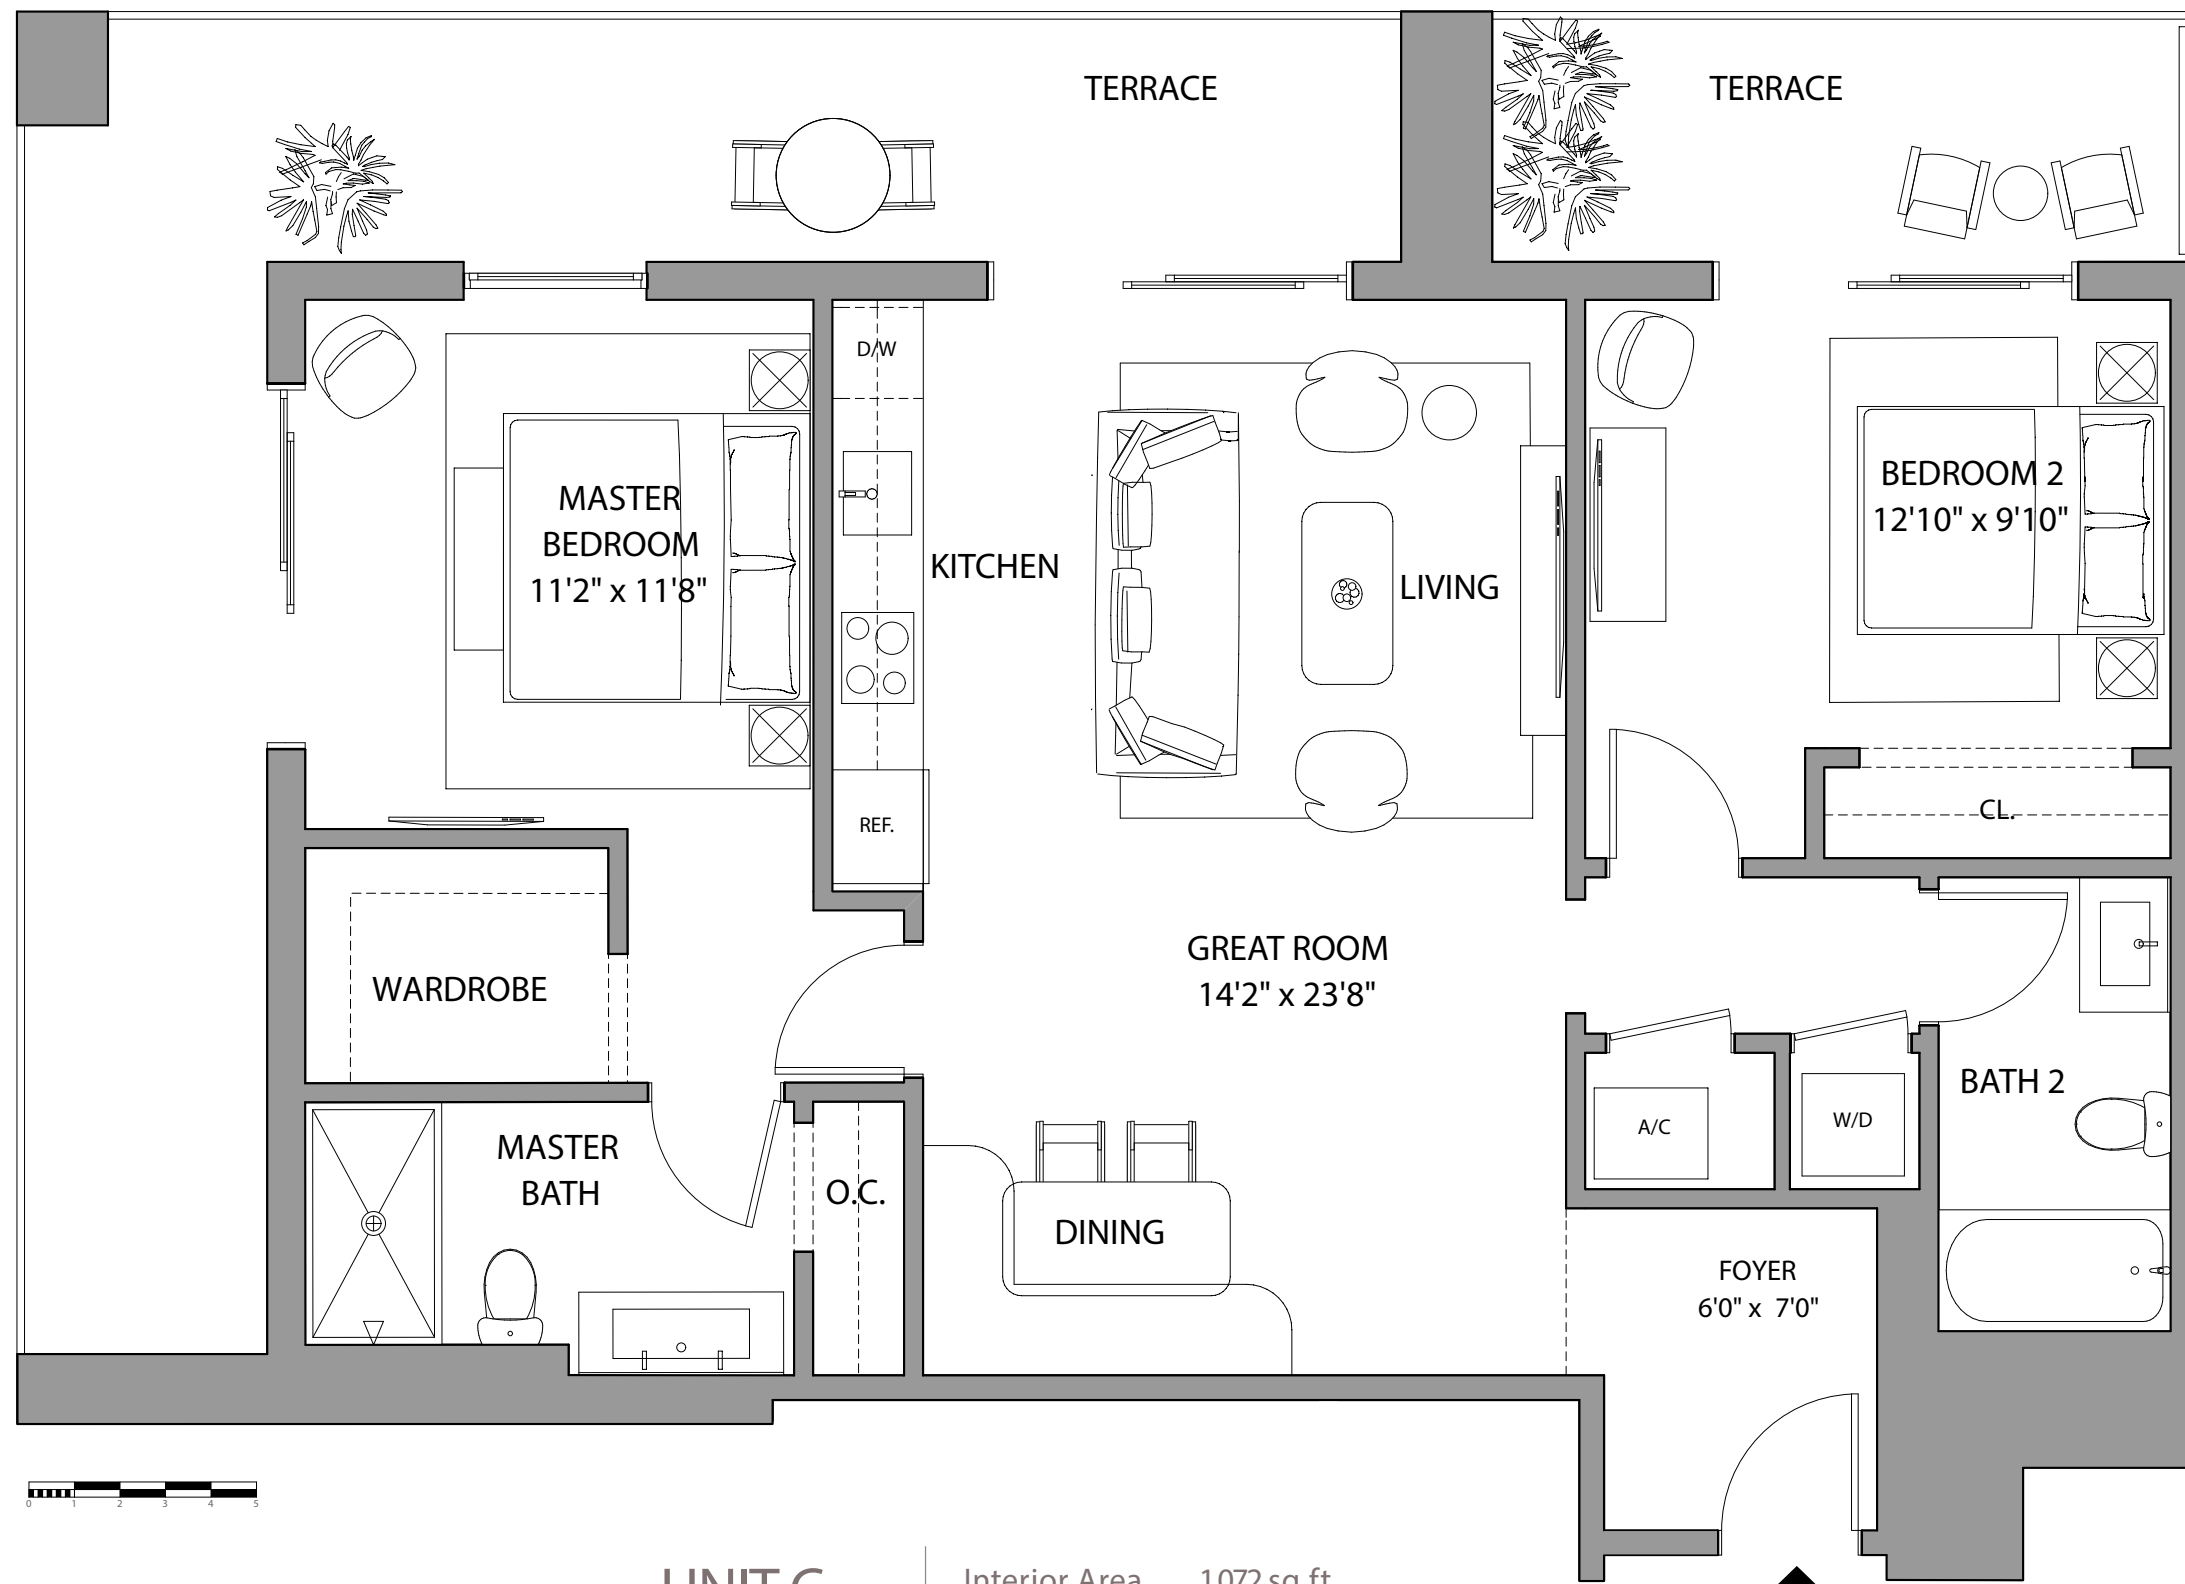 TERRACE
TERRACE
D/W
MASTER
BEDROOM
11'2" x 11'8"
KITCHEN
LIVING
BEDROOM 2
12'10" x 9'10"
REF.
CL.
WARDROBE
GREAT ROOM
14'2" x 23'8"
A/C
W/D
BATH 2
MASTER
BATH
O.C.
DINING
FOYER
6'0" x 7'0"
0 1 2 3 4 5
UNIT C
Interior Area 1072 sq ft